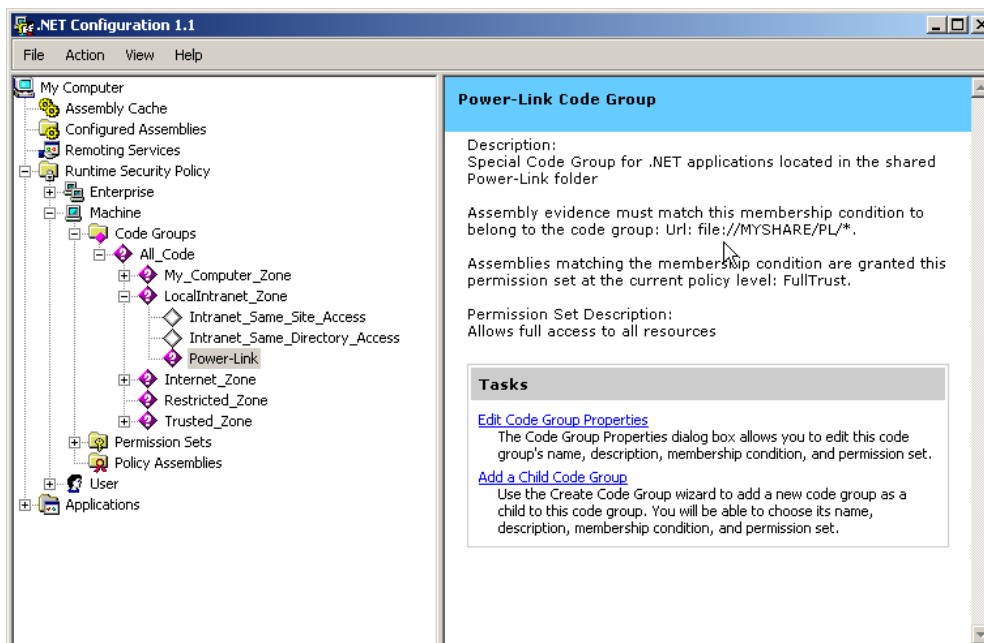 .NET Configuration 1.1
File Action View Help
My Computer
Assembly Cache
Configured Assemblies
Remoting Services
Runtime Security Policy
Enterprise
Machine
Code Groups
All_Code
My_Computer_Zone
LocalIntranet_Zone
Intranet_Same_Site_Access
Intranet_Same_Directory_Access
Power-Link
Internet_Zone
Restricted_Zone
Trusted_Zone
Permission Sets
Policy Assemblies
User
Applications
Power-Link Code Group
Description:
Special Code Group for .NET applications located in the shared
Power-Link folder
Assembly evidence must match this membership condition to
belong to the code group: Url: file://MYSHARE/PL/*.
Assemblies matching the membership condition are granted this
permission set at the current policy level: FullTrust.
Permission Set Description:
Allows full access to all resources
Tasks
Edit Code Group Properties
The Code Group Properties dialog box allows you to edit this code
group's name, description, membership condition, and permission set.
Add a Child Code Group
Use the Create Code Group wizard to add a new code group as a
child to this code group. You will be able to choose its name,
description, membership condition, and permission set.